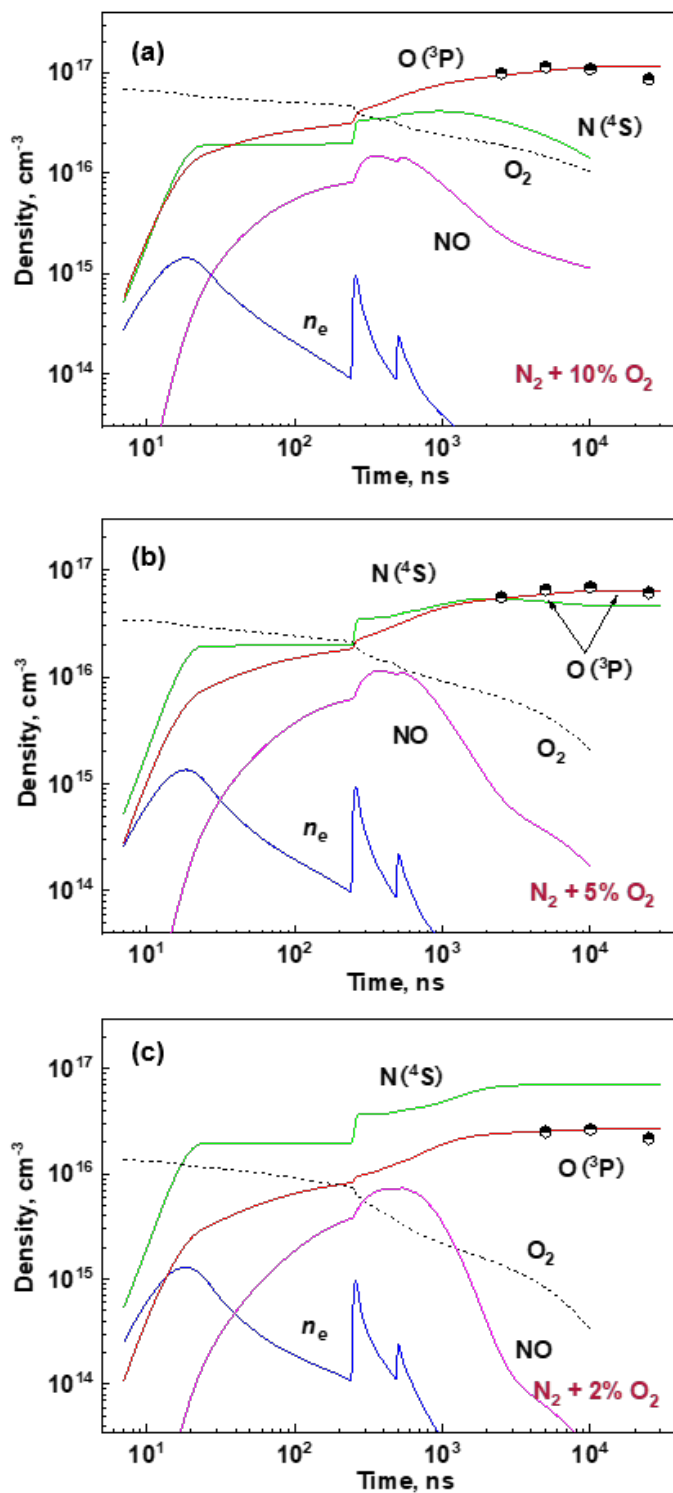 (a)
O (³P)
10¹⁷
N (⁴S)
10¹⁶
O₂
NO
10¹⁵
nₑ
10¹⁴
N₂ + 10% O₂
10¹ 10² 10³ 10⁴
Time, ns
Density, cm⁻³
(b)
10¹⁷
N (⁴S)
O (³P)
10¹⁶
NO
O₂
10¹⁵
nₑ
10¹⁴
N₂ + 5% O₂
10¹ 10² 10³ 10⁴
Time, ns
Density, cm⁻³
(c)
10¹⁷
N (⁴S)
10¹⁶
O (³P)
O₂
10¹⁵
nₑ
NO
10¹⁴
N₂ + 2% O₂
10¹ 10² 10³ 10⁴
Time, ns
Density, cm⁻³